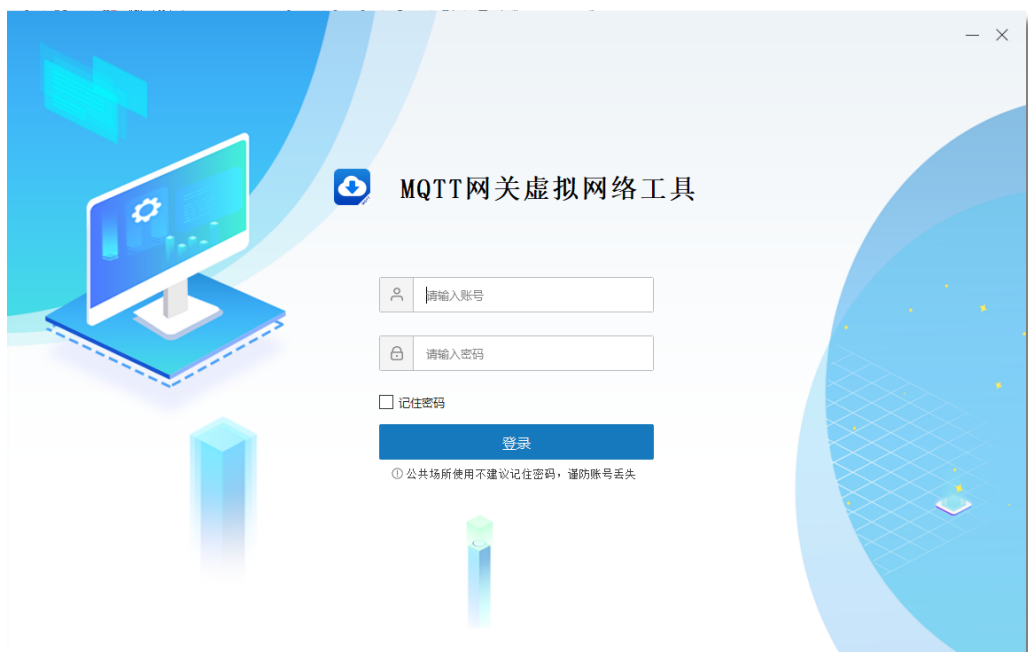 MQTT网关虚拟网络工具
请输入账号
请输入密码
记住密码
登录
公共场所使用不建议记住密码，谨防账号丢失